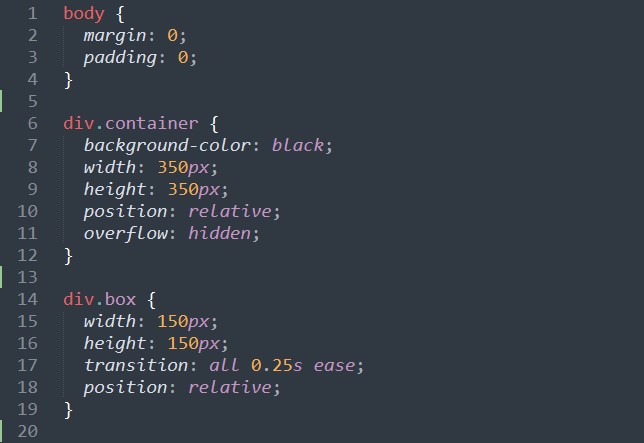 1 body {
2   margin: 0;
3   padding: 0;
4 }
5
6 div.container {
7   background-color: black;
8   width: 350px;
9   height: 350px;
10   position: relative;
11   overflow: hidden;
12 }
13
14 div.box {
15   width: 150px;
16   height: 150px;
17   transition: all 0.25s ease;
18   position: relative;
19 }
20